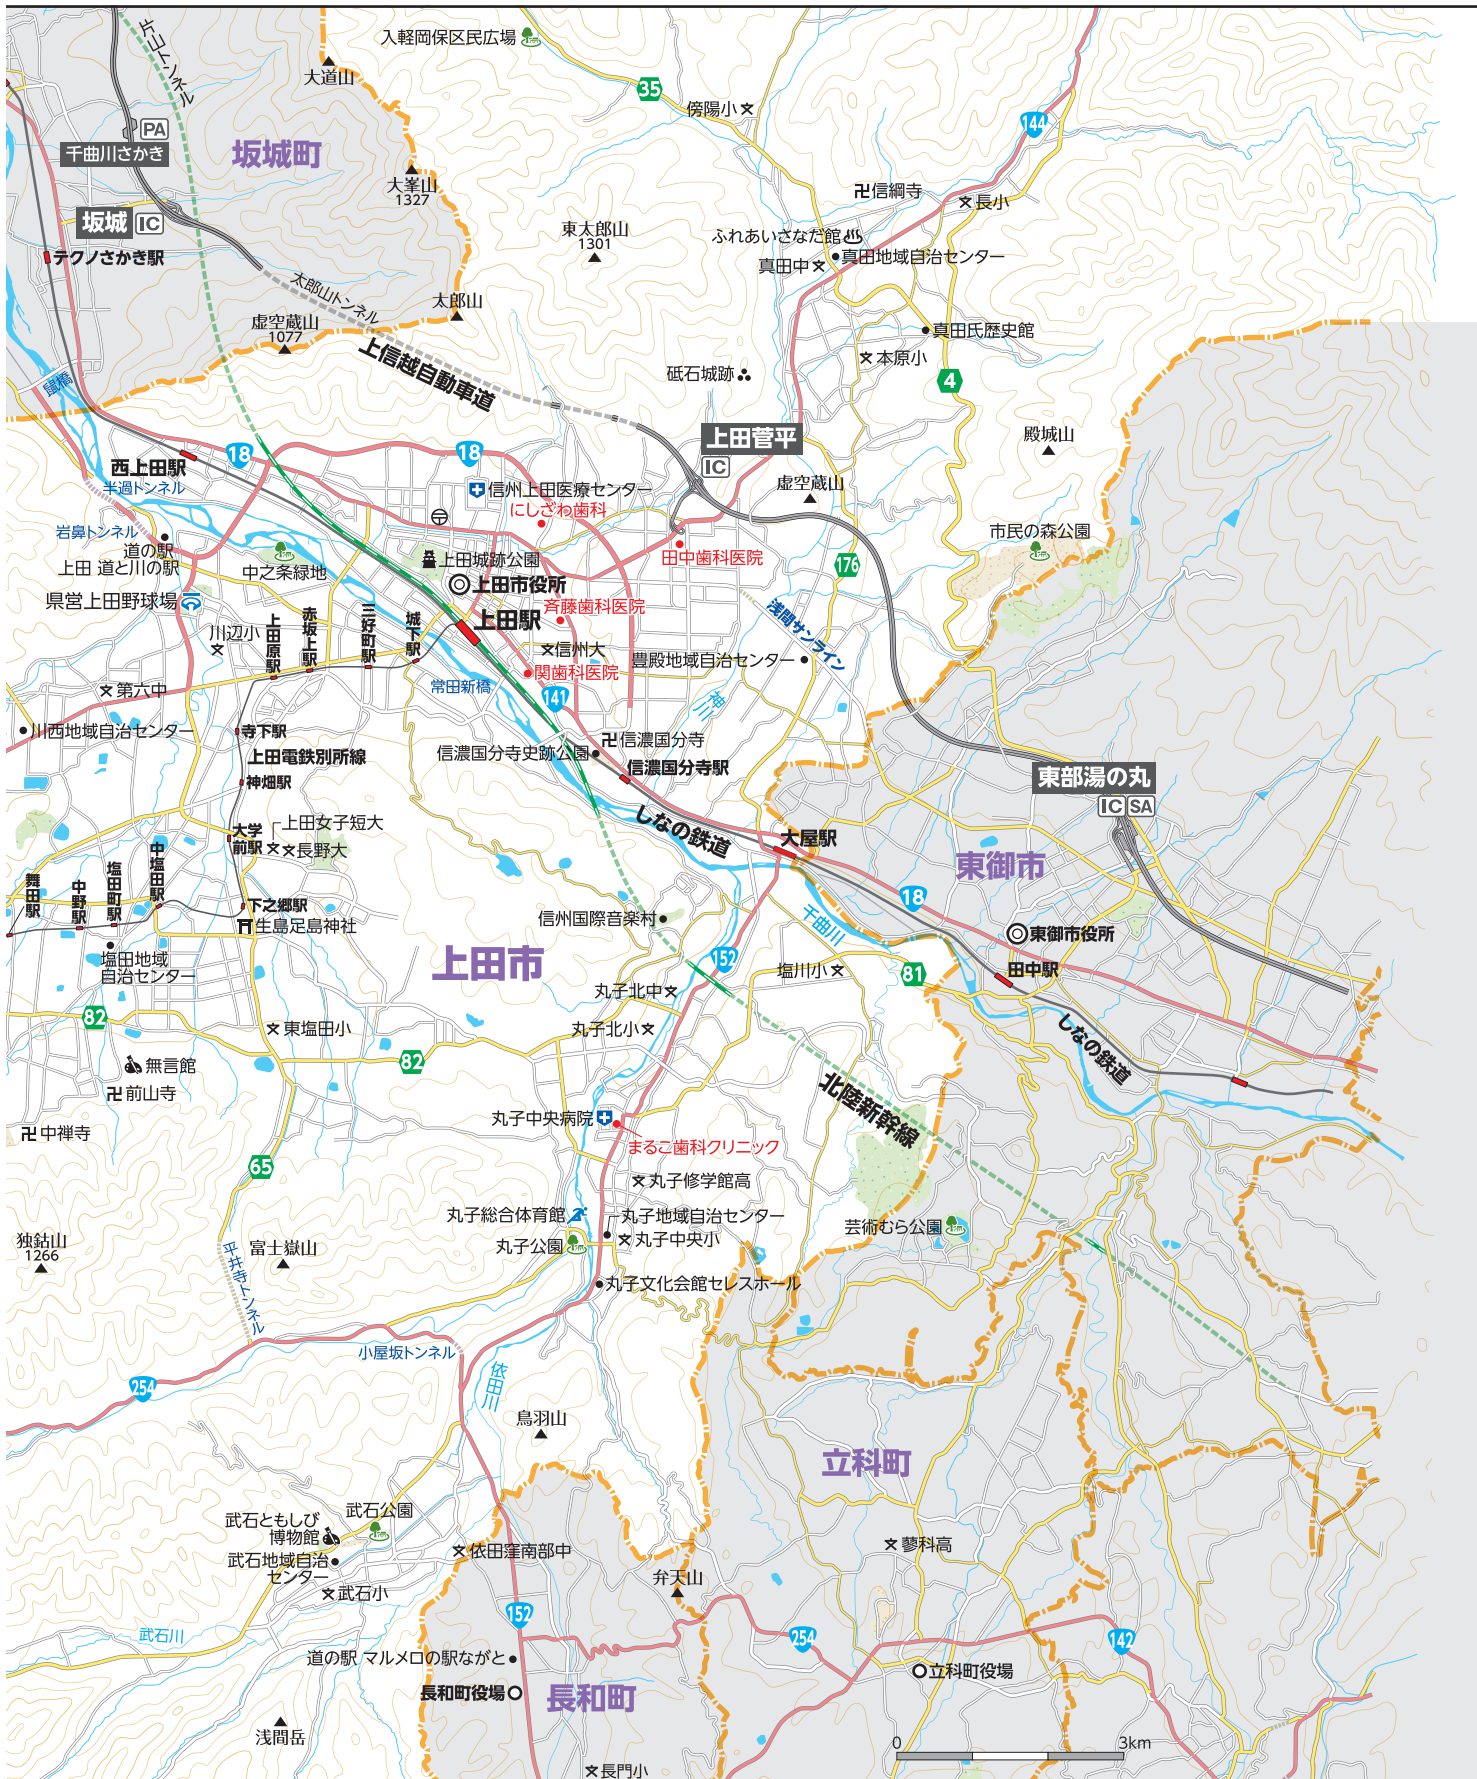 片山トンネル
入軽岡保区民広場
大道山
35
傍陽小
144
PA
千曲川さかき
坂城町
大峯山
1327
信綱寺
長小
坂城
IC
東太郎山
1301
ふれあいさなだ館
真田地域自治センター
真田中
テクノさかき駅
太郎山トンネル
太郎山
虚空蔵山
1077
真田氏歴史館
上信越自動車道
本原小
砥石城跡
4
鼠橋
殿城山
上田菅平
IC
18
18
西上田駅
半過トンネル
信州上田医療センター
にしざわ歯科
虚空蔵山
岩鼻トンネル
道の駅
上田 道と川の駅
中之条緑地
上田城跡公園
田中歯科医院
市民の森公園
176
上田市役所
県営上田野球場
斉藤歯科医院
浅間サンライン
上田駅
川辺小
上田原駅
赤坂上駅
三好町駅
城下駅
信州大
豊殿地域自治センター
関歯科医院
常田新橋
第六中
141
神川
川西地域自治センター
寺下駅
信濃国分寺
上田電鉄別所線
信濃国分寺史跡公園
信濃国分寺駅
神畑駅
東部湯の丸
IC
SA
上田女子短大
しなの鉄道
大学
前駅
長野大
大屋駅
東御市
舞田駅
中野駅
塩田町駅
中塩田駅
下之郷駅
18
生島足島神社
信州国際音楽村
千曲川
東御市役所
上田市
塩田地域
自治センター
152
塩川小
81
田中駅
丸子北中
82
東塩田小
丸子北小
しなの鉄道
82
無言館
前山寺
北陸新幹線
丸子中央病院
中禅寺
まるこ歯科クリニック
65
丸子修学館高
丸子総合体育館
丸子地域自治センター
芸術むら公園
独鈷山
1266
富士嶽山
丸子公園
丸子中央小
平井寺トンネル
丸子文化会館セレスホール
小屋坂トンネル
254
依田川
鳥羽山
立科町
武石ともしび
博物館
武石公園
武石地域自治
センター
依田窪南部中
蓼科高
武石小
弁天山
152
武石川
254
142
道の駅 マルメロの駅ながと
立科町役場
長和町役場
長和町
浅間岳
0
3km
長門小